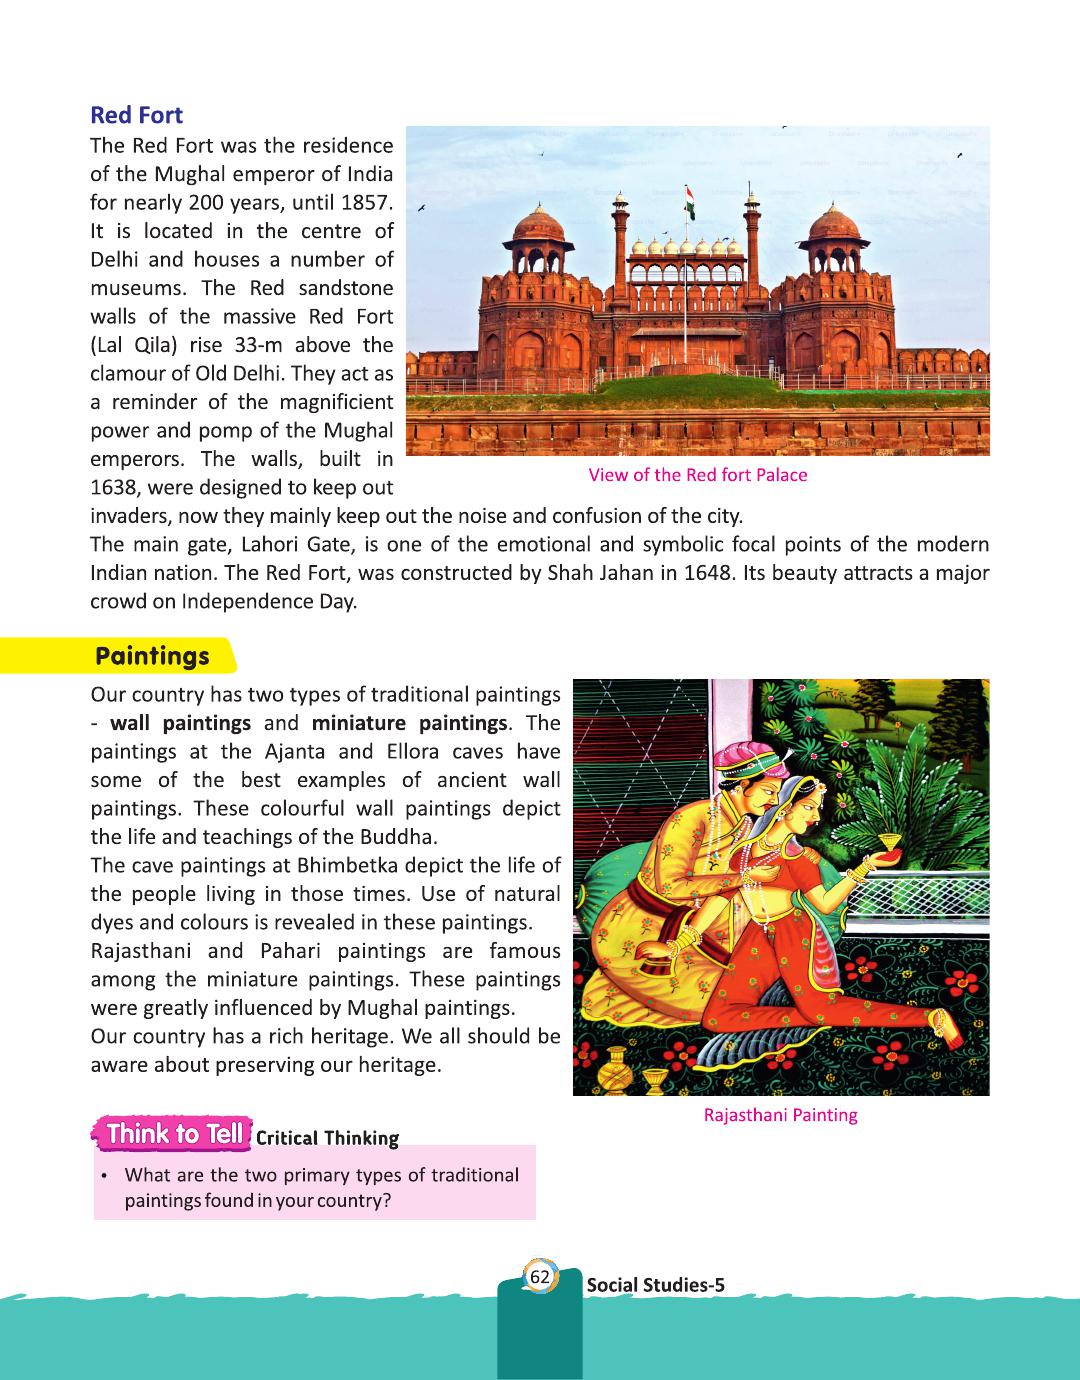 Red Fort
The Red Fort was the residence
of the Mughal emperor of India
for nearly 200 years, until 1857.
It is located in the centre of
Delhi and houses a number of
museums. The Red sandstone
walls of the massive Red Fort
(Lal Qila) rise 33-m above the
clamour of Old Delhi. They act as
a reminder of the magnificient
power and pomp of the Mughal
emperors. The walls, built in
1638, were designed to keep out
invaders, now they mainly keep out the noise and confusion of the city.
View of the Red fort Palace
The main gate, Lahori Gate, is one of the emotional and symbolic focal points of the modern
Indian nation. The Red Fort, was constructed by Shah Jahan in 1648. Its beauty attracts a major
crowd on Independence Day.
Paintings
Our country has two types of traditional paintings
- wall paintings and miniature paintings. The
paintings at the Ajanta and Ellora caves have
some of the best examples of ancient wall
paintings. These colourful wall paintings depict
the life and teachings of the Buddha.
The cave paintings at Bhimbetka depict the life of
the people living in those times. Use of natural
dyes and colours is revealed in these paintings.
Rajasthani and Pahari paintings are famous
among the miniature paintings. These paintings
were greatly influenced by Mughal paintings.
Our country has a rich heritage. We all should be
aware about preserving our heritage.
Rajasthani Painting
Think to Tell Critical Thinking
• What are the two primary types of traditional
paintings found in your country?
62 Social Studies-5